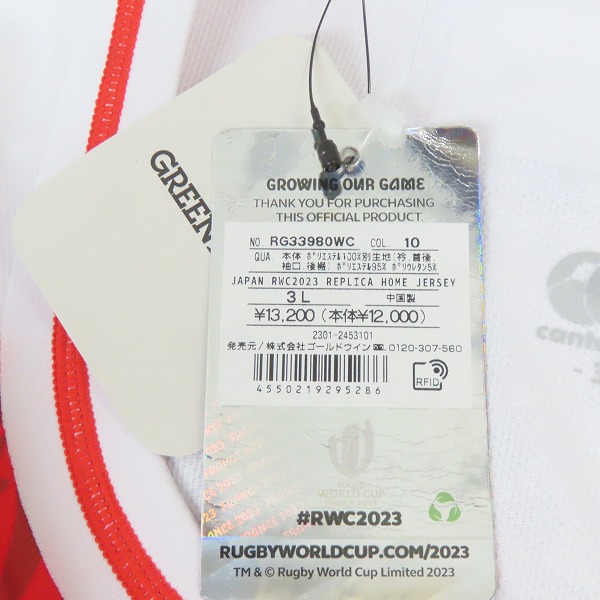 GREEN
GROWING OUR GAME
THANK YOU FOR PURCHASING
THIS OFFICIAL PRODUCT.
NO. RG33980WC COL. 10
QUA. 本体 ﾎﾟﾘｴｽﾃﾙ100%別生地(衿、首後、
袖口、後裾) ﾎﾟﾘｴｽﾃﾙ95% ﾎﾟﾘｳﾚﾀﾝ5%
JAPAN RWC2023 REPLICA HOME JERSEY
3L 中国製
¥13,200(本体¥12,000)
2301-2453101
発売元/株式会社ゴールドウイン 0120-307-560
RFID
4550219295286
RUGBY
WORLD CUP
FRANCE 2023
#RWC2023
RUGBYWORLDCUP.COM/2023
TM & © Rugby World Cup Limited 2023